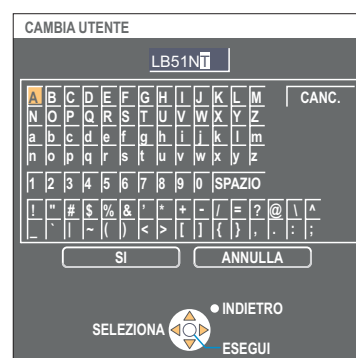 CAMBIA UTENTE
LB51NT
A B C D E F G H I J K L M CANC.
N O P Q R S T U V W X Y Z
a b c d e f g h i j k l m
n o p q r s t u v w x y z
1 2 3 4 5 6 7 8 9 0 SPAZIO
! " # $ % & ' * + - / = ? @ \ ^
_ ` | ~ ( ) < > [ ] { } , . : ;
SI ANNULLA
INDIETRO
SELEZIONA
ESEGUI